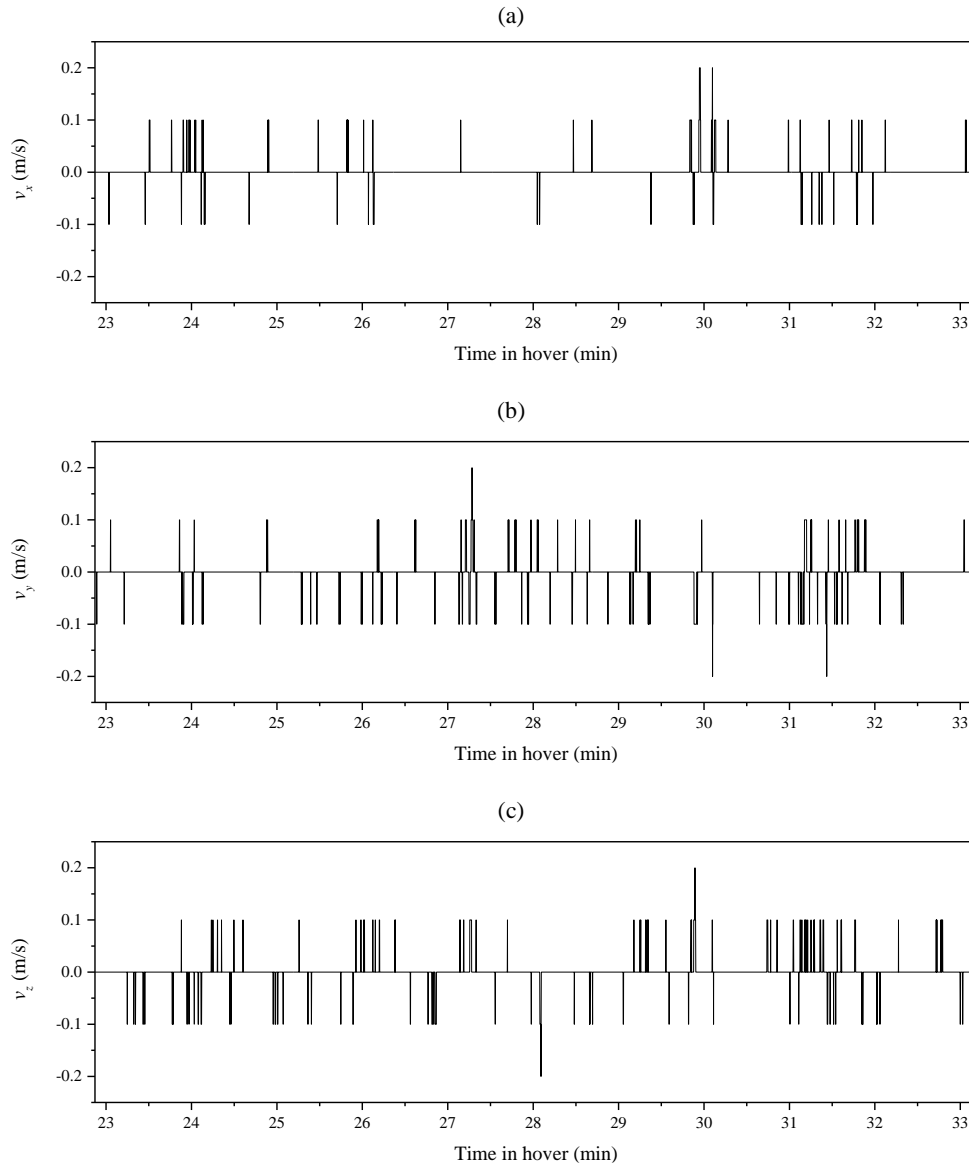 (a)
0.2
0.1
0.0
-0.1
-0.2
v_x (m/s)
23 24 25 26 27 28 29 30 31 32 33
Time in hover (min)
(b)
0.2
0.1
0.0
-0.1
-0.2
v_y (m/s)
23 24 25 26 27 28 29 30 31 32 33
Time in hover (min)
(c)
0.2
0.1
0.0
-0.1
-0.2
v_z (m/s)
23 24 25 26 27 28 29 30 31 32 33
Time in hover (min)